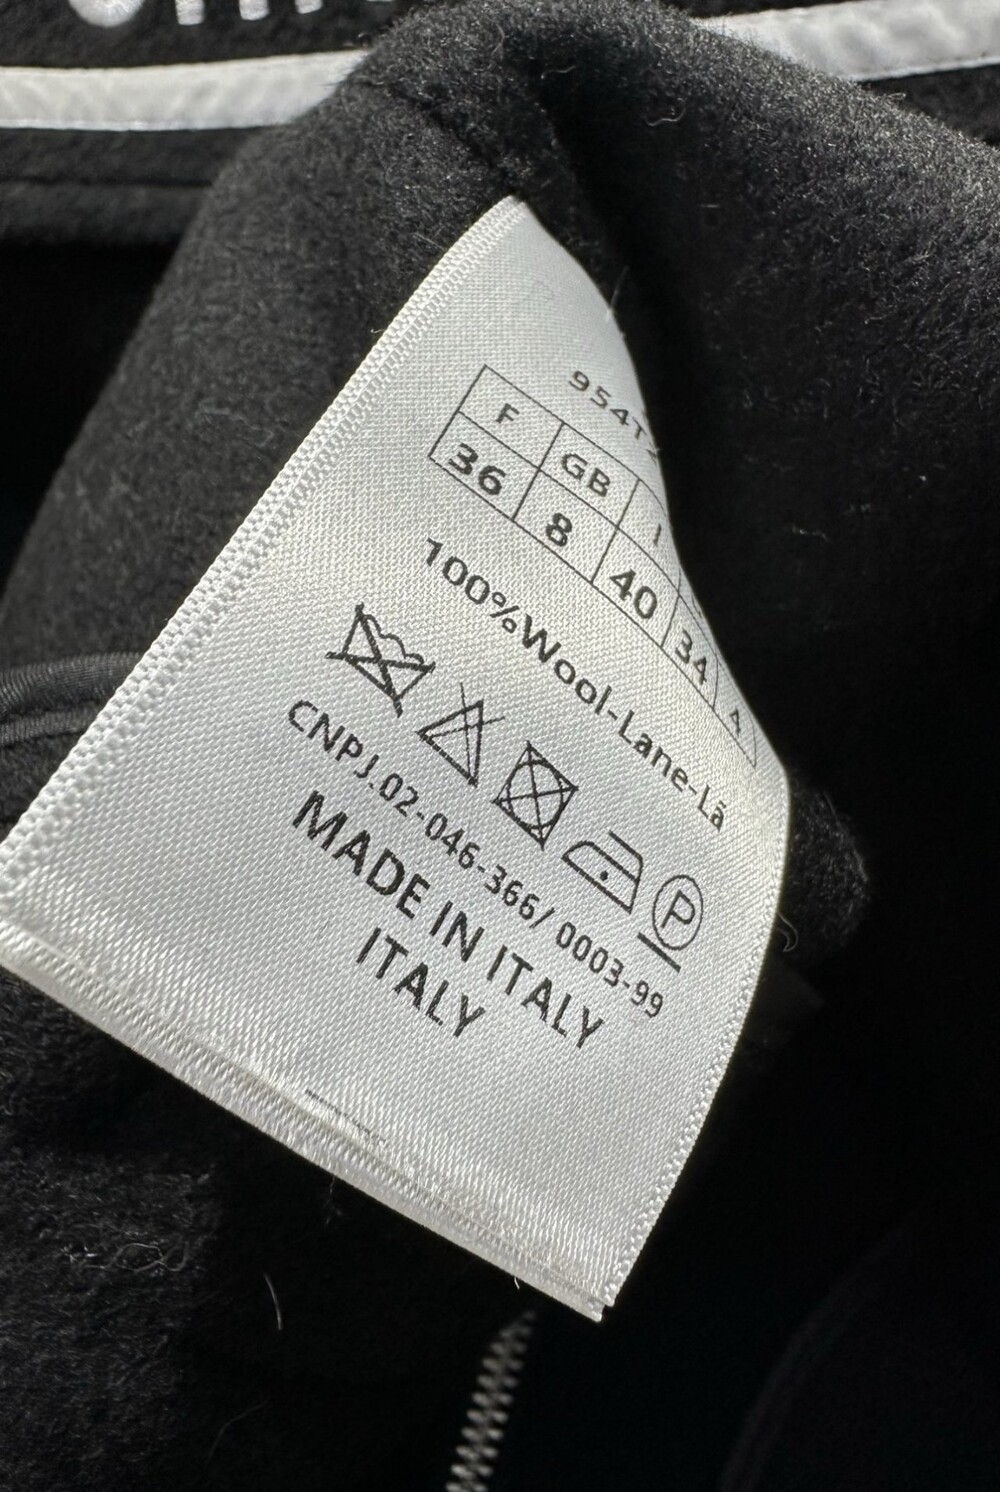 F GB I
36 8 40 34 4
100%Wool-Lane-Lã
P
CNPJ.02-046-366/ 0003-99
MADE IN ITALY
ITALY